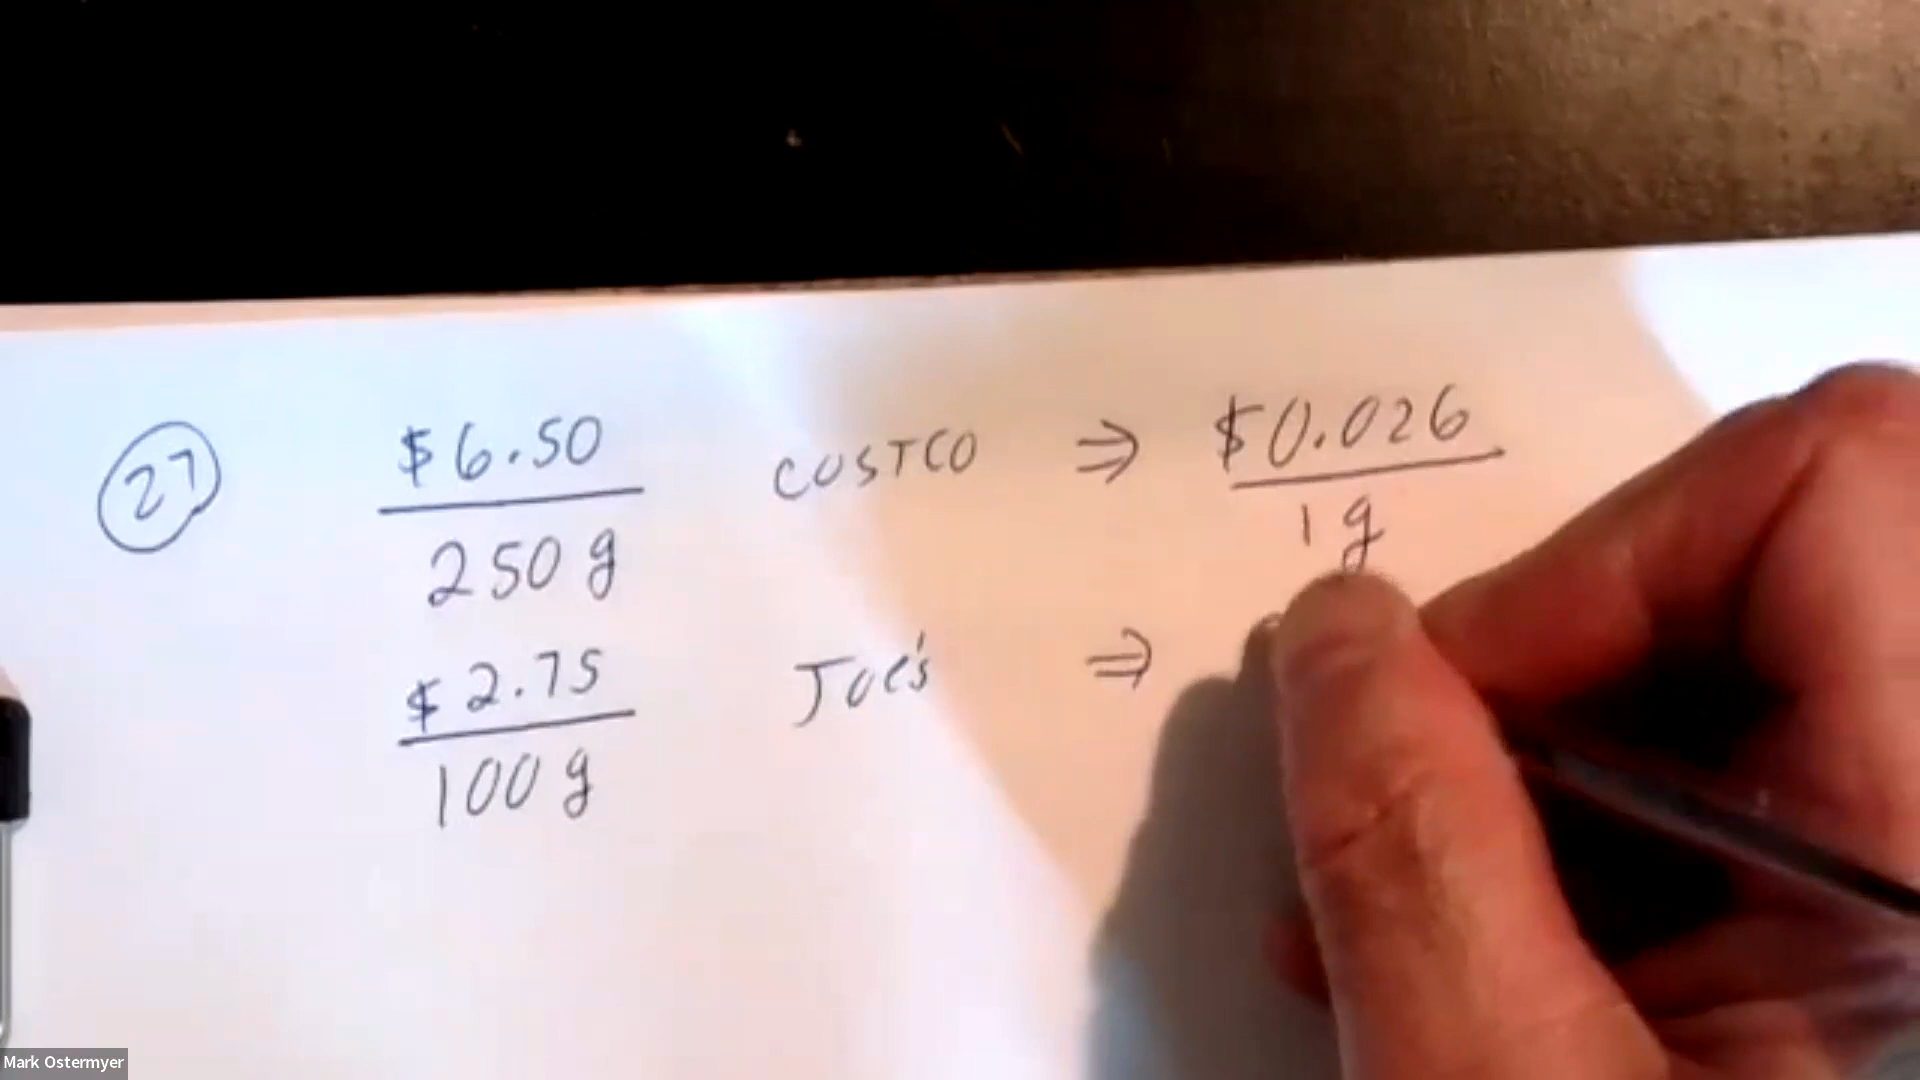 27
$6.50
250 g
COSTCO ⇒
$0.026
1 g
$2.75
100 g
Joe's ⇒
Mark Ostermyer